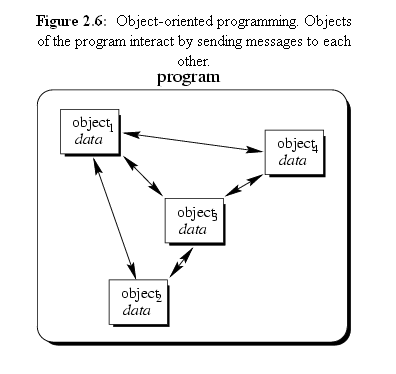 Figure 2.6: Object-oriented programming. Objects
of the program interact by sending messages to each
other.
program
object1
data
object4
data
object3
data
object2
data